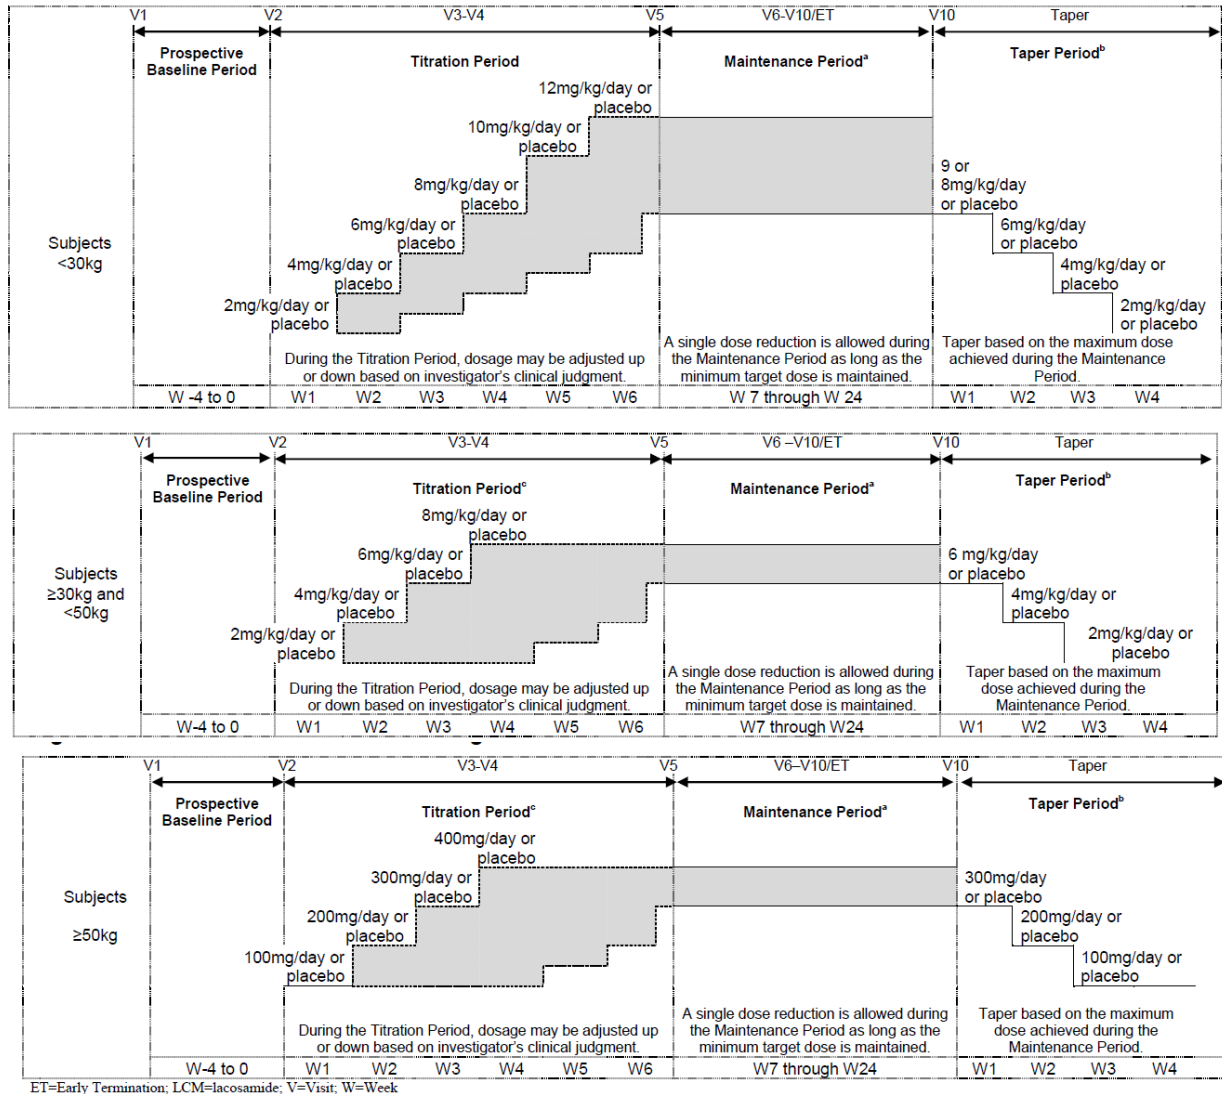 V1 V2 V3-V4 V5 V6-V10/ET V10 Taper
Prospective
Baseline Period
Titration Period
Maintenance Periodᵃ
Taper Periodᵇ
12mg/kg/day or
placebo
10mg/kg/day or
placebo
8mg/kg/day or
placebo
6mg/kg/day or
placebo
4mg/kg/day or
placebo
2mg/kg/day or
placebo
Subjects
<30kg
9 or
8mg/kg/day
or placebo
6mg/kg/day
or placebo
4mg/kg/day or
placebo
2mg/kg/day
or placebo
During the Titration Period, dosage may be adjusted up
or down based on investigator's clinical judgment.
A single dose reduction is allowed during
the Maintenance Period as long as the
minimum target dose is maintained.
Taper based on the maximum dose
achieved during the Maintenance
Period.
W -4 to 0 W1 W2 W3 W4 W5 W6 W 7 through W 24 W1 W2 W3 W4
V1 V2 V3-V4 V5 V6 –V10/ET V10 Taper
Prospective
Baseline Period
Titration Periodᶜ
Maintenance Periodᵃ
Taper Periodᵇ
8mg/kg/day or
placebo
6mg/kg/day or
placebo
4mg/kg/day or
placebo
2mg/kg/day or
placebo
Subjects
≥30kg and
<50kg
6 mg/kg/day
or placebo
4mg/kg/day or
placebo
2mg/kg/day
or placebo
During the Titration Period, dosage may be adjusted up
or down based on investigator's clinical judgment.
A single dose reduction is allowed during
the Maintenance Period as long as the
minimum target dose is maintained.
Taper based on the maximum
dose achieved during the
Maintenance Period.
W-4 to 0 W1 W2 W3 W4 W5 W6 W7 through W24 W1 W2 W3 W4
V1 V2 V3-V4 V5 V6–V10/ET V10 Taper
Prospective
Baseline Period
Titration Periodᶜ
Maintenance Periodᵃ
Taper Periodᵇ
400mg/day or
placebo
300mg/day or
placebo
200mg/day or
placebo
100mg/day or
placebo
Subjects
≥50kg
300mg/day
or placebo
200mg/day or
placebo
100mg/day or
placebo
During the Titration Period, dosage may be adjusted up
or down based on investigator's clinical judgment.
A single dose reduction is allowed during
the Maintenance Period as long as the
minimum target dose is maintained.
Taper based on the maximum
dose achieved during the
Maintenance Period.
W-4 to 0 W1 W2 W3 W4 W5 W6 W7 through W24 W1 W2 W3 W4
ET=Early Termination; LCM=lacosamide; V=Visit; W=Week